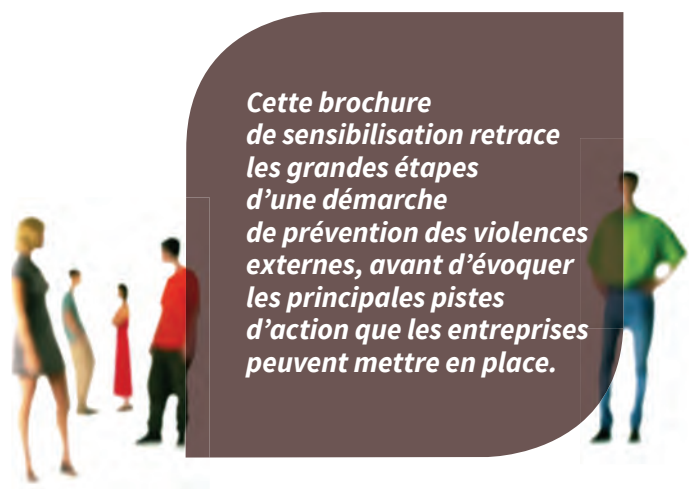 Cette brochure
de sensibilisation retrace
les grandes étapes
d’une démarche
de prévention des violences
externes, avant d’évoquer
les principales pistes
d’action que les entreprises
peuvent mettre en place.